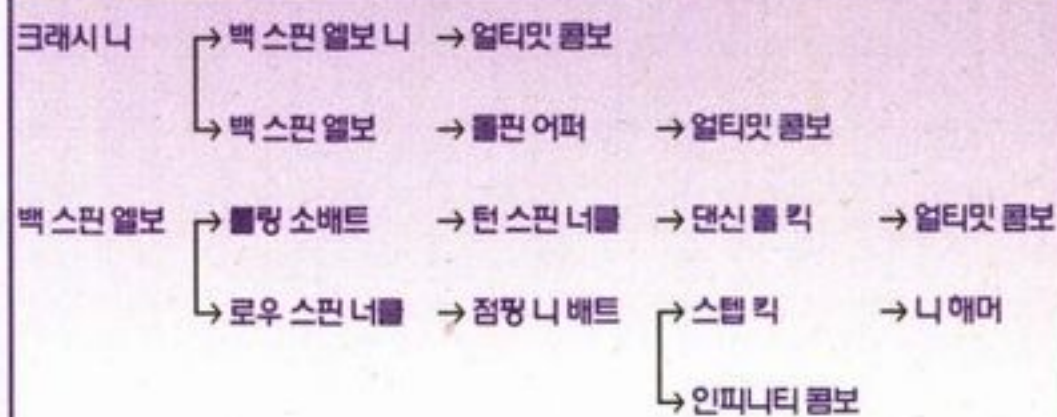 크래시 니 → 백 스핀 엘보 니 → 얼티밋 콤보
→ 백 스핀 엘보 → 돌핀 어퍼 → 얼티밋 콤보
백 스핀 엘보 → 롤링 소배트 → 턴 스핀 너클 → 댄신 롤 킥 → 얼티밋 콤보
→ 로우 스핀 너클 → 점핑 니 배트 → 스텝 킥 → 니 해머
→ 인피니티 콤보